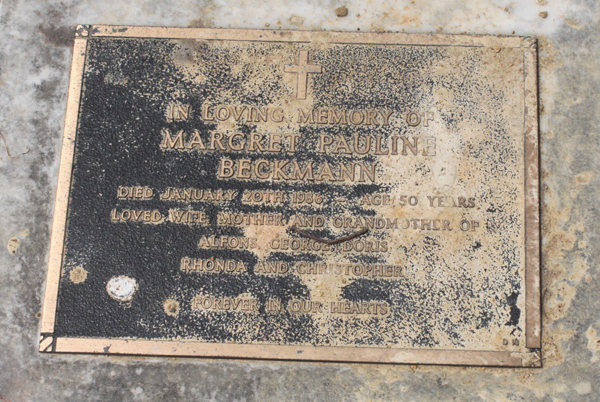 IN LOVING MEMORY OF
MARGRET PAULINE
BECKMANN
DIED JANUARY 20TH 1986 AGE 50 YEARS
LOVED WIFE, MOTHER AND GRANDMOTHER OF
ALFONS, GEORGE, DORIS
RHONDA AND CHRISTOPHER
FOREVER IN OUR HEARTS